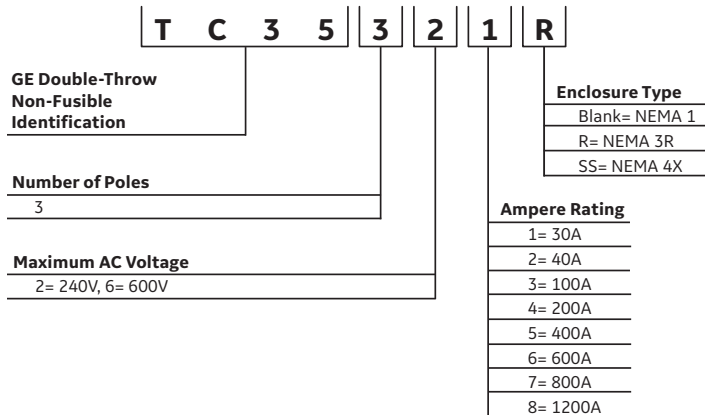 T C 3 5 3 2 1 R
GE Double-Throw
Non-Fusible
Identification
Number of Poles
3
Maximum AC Voltage
2= 240V, 6= 600V
Enclosure Type
Blank= NEMA 1
R= NEMA 3R
SS= NEMA 4X
Ampere Rating
1= 30A
2= 40A
3= 100A
4= 200A
5= 400A
6= 600A
7= 800A
8= 1200A